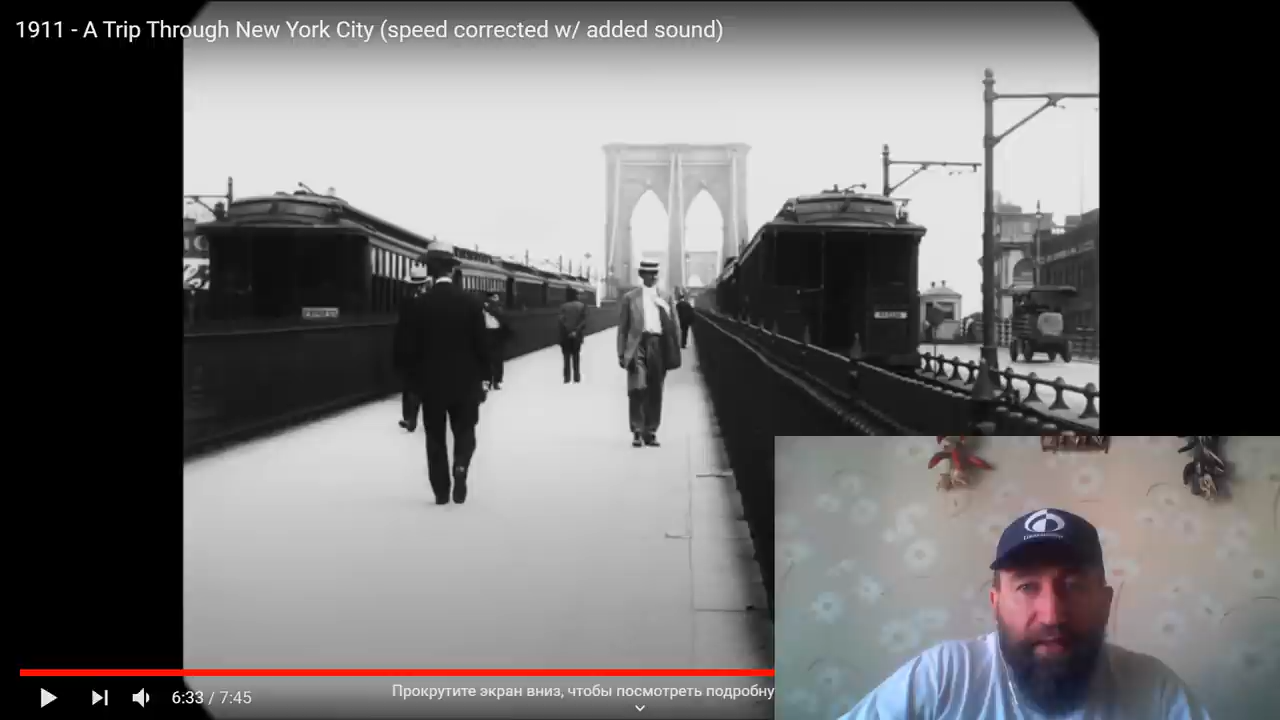 1911 - A Trip Through New York City (speed corrected w/ added sound)
6:33 / 7:45
Прокрутите экран вниз, чтобы посмотреть подробну